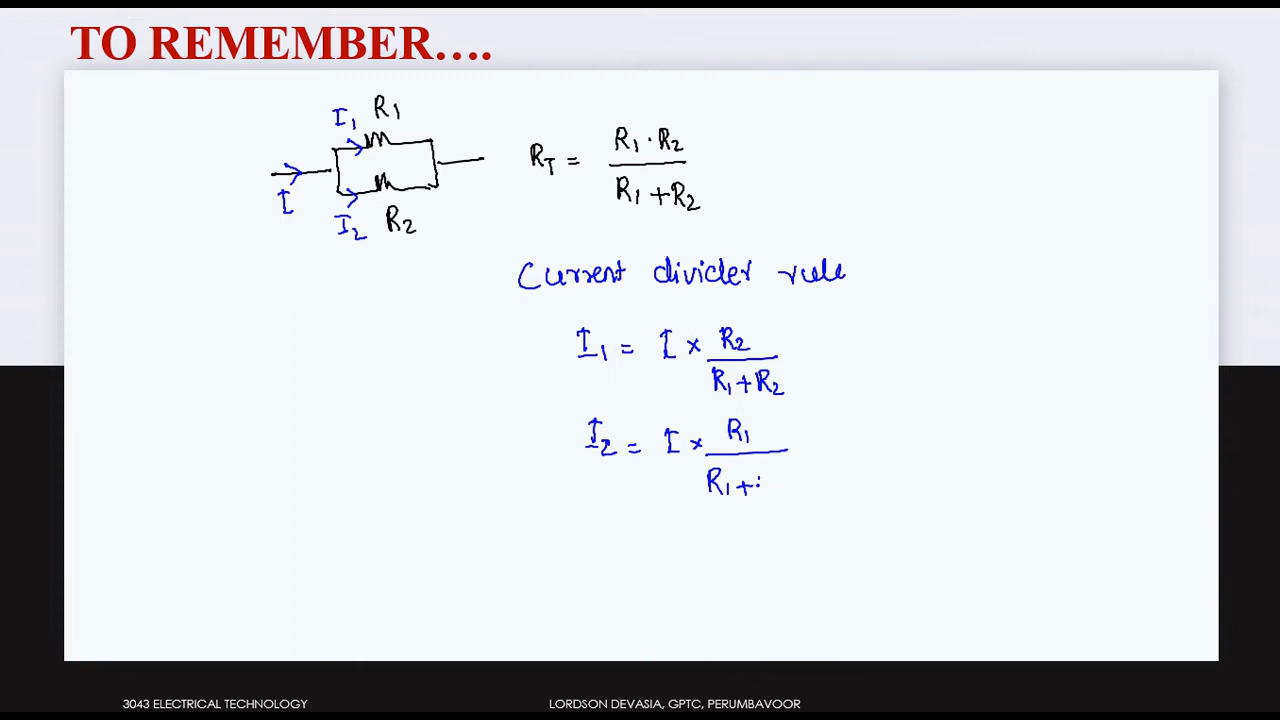 TO REMEMBER....
I1 R1
I
I2 R2
RT = R1 · R2 / R1 + R2
Current divider rule
I1 = I × R2 / R1 + R2
I2 = I × R1 / R1 +
3043 ELECTRICAL TECHNOLOGY
LORDSON DEVASIA, GPTC, PERUMBAVOOR